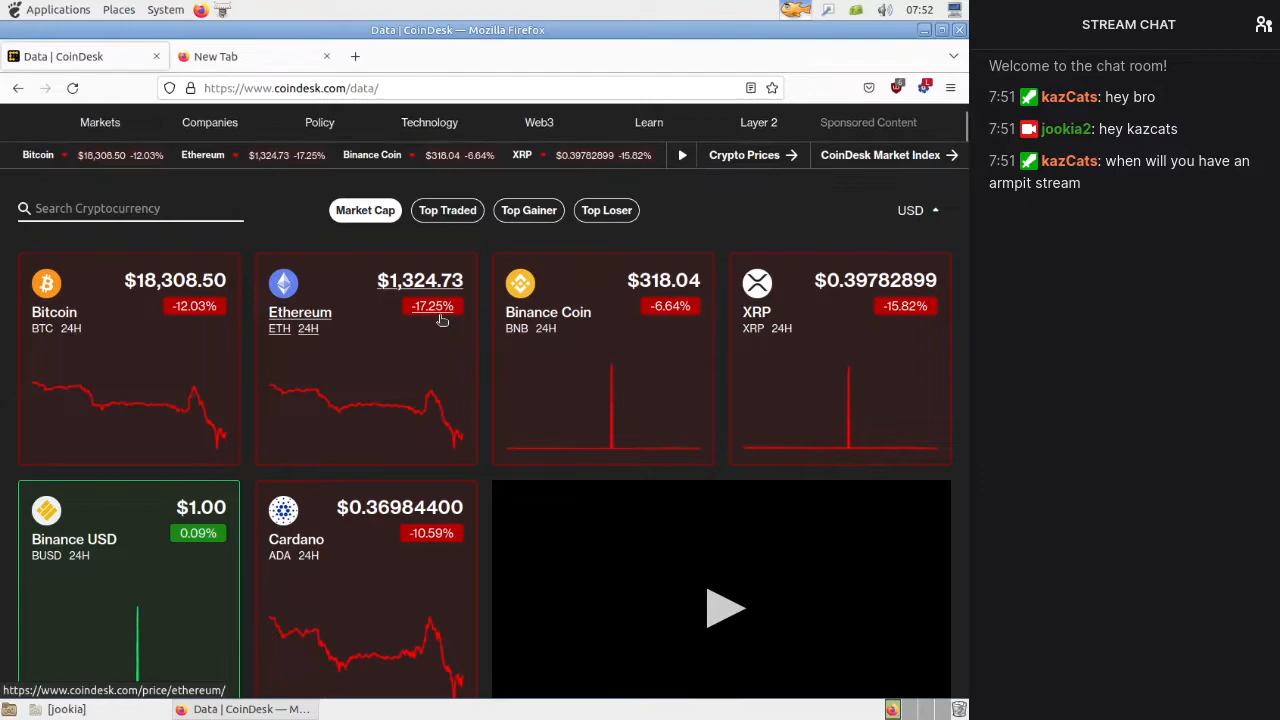 Applications Places System 07:52
Data | CoinDesk — Mozilla Firefox
Data | CoinDesk × New Tab × +
https://www.coindesk.com/data/ 6 L
Markets Companies Policy Technology Web3 Learn Layer 2 Sponsored Content
Bitcoin $18,308.50 -12.03% Ethereum $1,324.73 -17.25% Binance Coin $318.04 -6.64% XRP $0.39782899 -15.82% Crypto Prices → CoinDesk Market Index →
Search Cryptocurrency Market Cap Top Traded Top Gainer Top Loser USD
$18,308.50
-12.03%
Bitcoin
BTC 24H
$1,324.73
-17.25%
Ethereum
ETH 24H
$318.04
-6.64%
Binance Coin
BNB 24H
$0.39782899
-15.82%
XRP
XRP 24H
$1.00
0.09%
Binance USD
BUSD 24H
$0.36984400
-10.59%
Cardano
ADA 24H
https://www.coindesk.com/price/ethereum/
[jookia] Data | CoinDesk — M...
STREAM CHAT
Welcome to the chat room!
7:51 kazCats: hey bro
7:51 jookia2: hey kazcats
7:51 kazCats: when will you have an
armpit stream